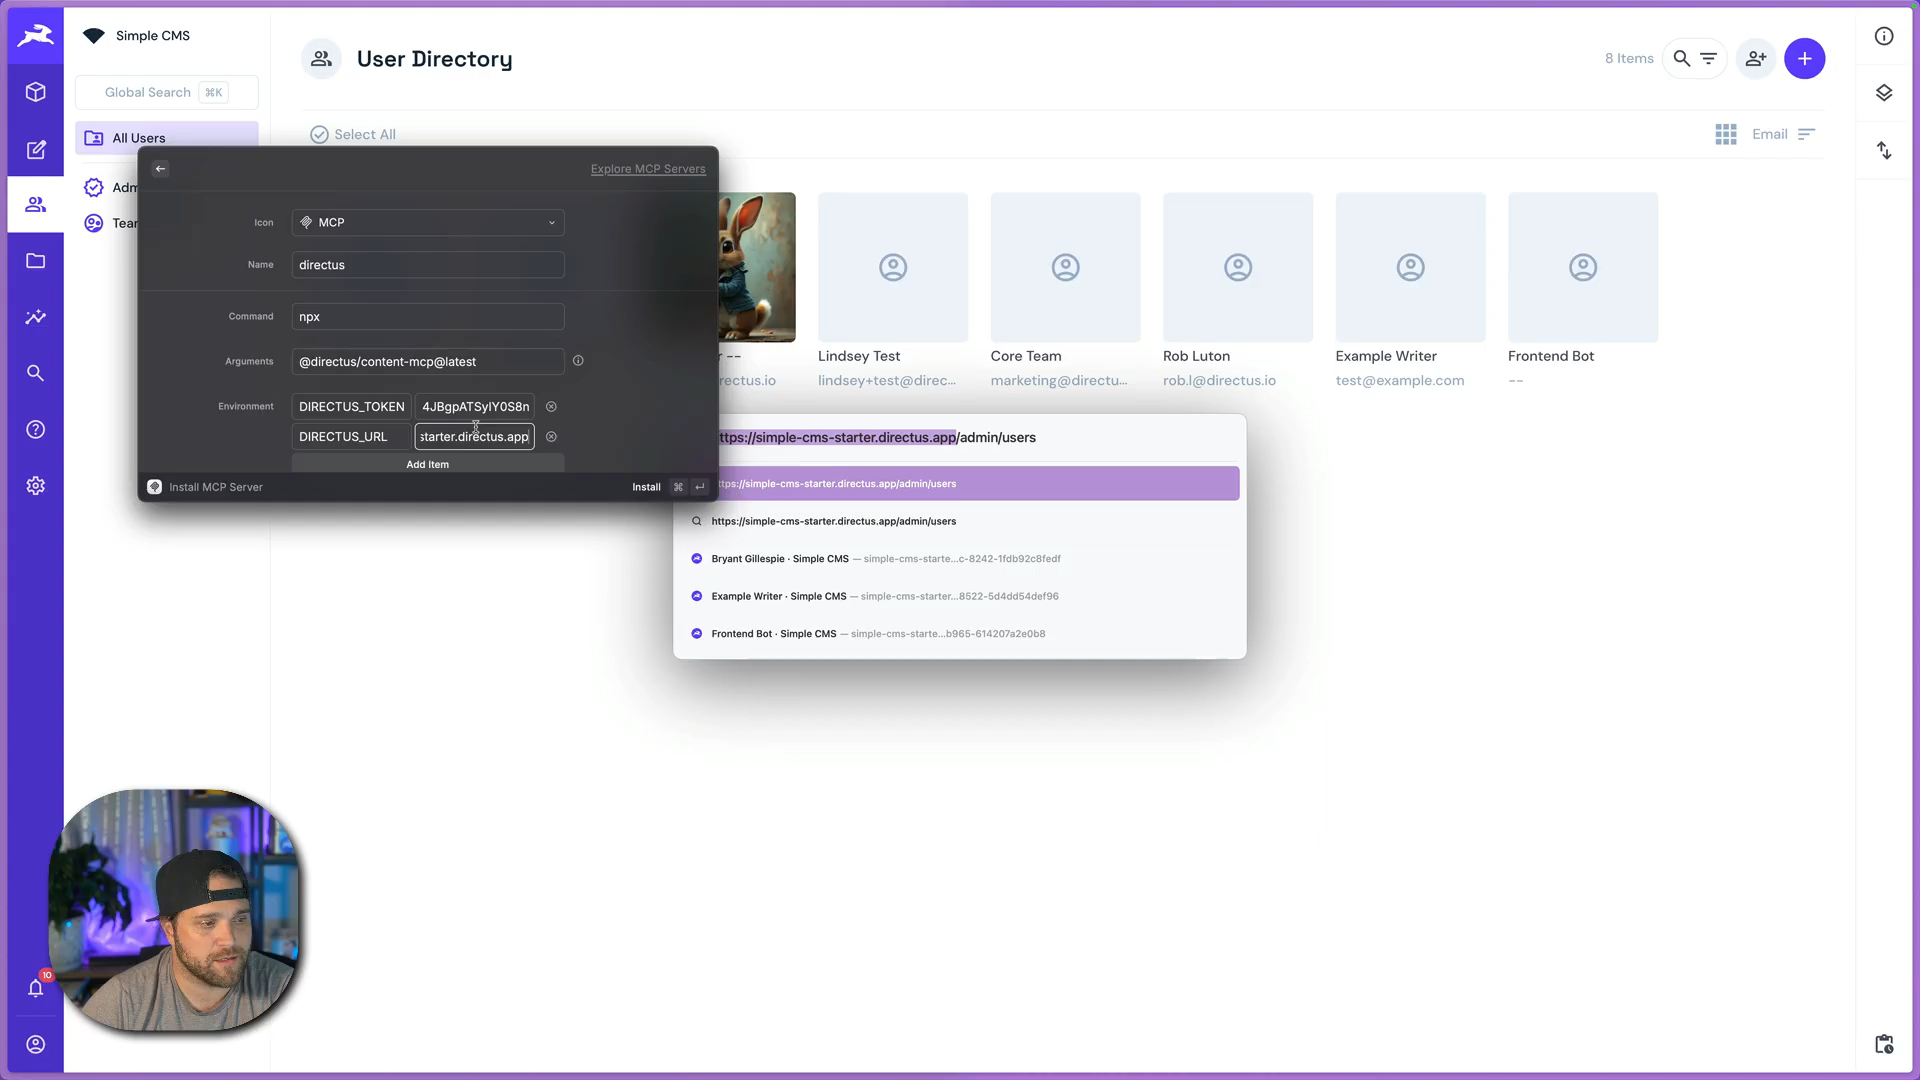 Simple CMS
Global Search ⌘K
All Users
Adm
Tear
User Directory
8 Items
Select All
Email
Explore MCP Servers
Icon
MCP
Name
directus
Command
npx
Arguments
@directus/content-mcp@latest
Environment
DIRECTUS_TOKEN
4JBgpATSylY0S8n
DIRECTUS_URL
starter.directus.app
Add Item
Install MCP Server
Install ⌘ ↵
r --
rectus.io
Lindsey Test
lindsey+test@direc...
Core Team
marketing@directu...
Rob Luton
rob.l@directus.io
Example Writer
test@example.com
Frontend Bot
--
ttps://simple-cms-starter.directus.app/admin/users
ttps://simple-cms-starter.directus.app/admin/users
https://simple-cms-starter.directus.app/admin/users
Bryant Gillespie · Simple CMS — simple-cms-starte...c-8242-1fdb92c8fedf
Example Writer · Simple CMS — simple-cms-starter...8522-5d4dd54def96
Frontend Bot · Simple CMS — simple-cms-starte...b965-614207a2e0b8
10